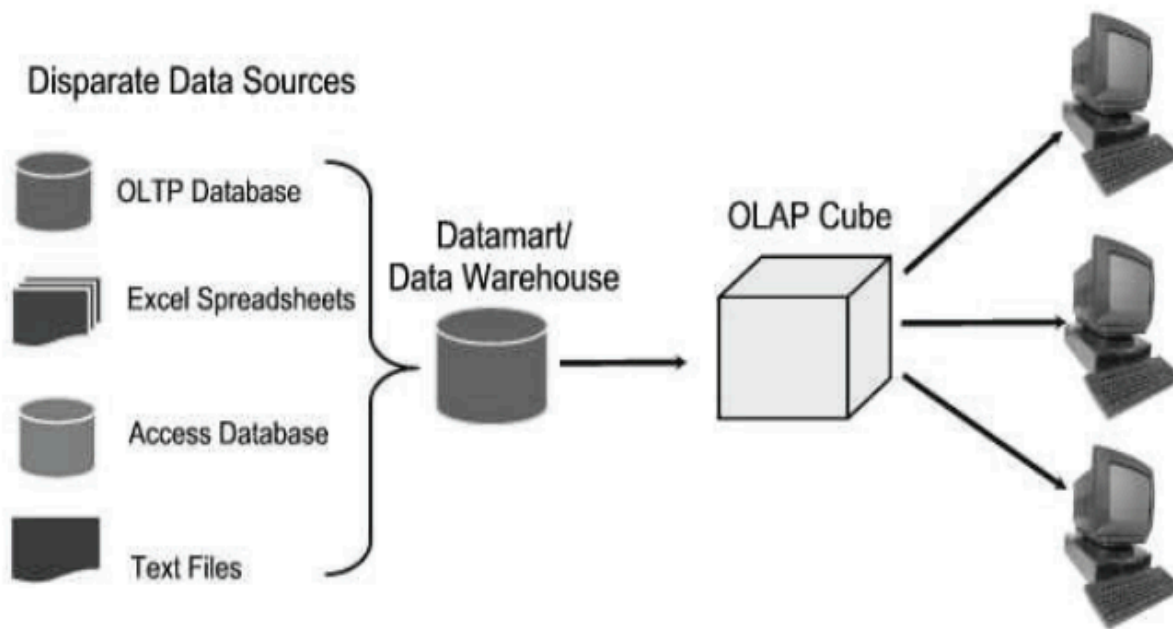 Disparate Data Sources
OLTP Database
Excel Spreadsheets
Access Database
Text Files
Datamart/
Data Warehouse
OLAP Cube